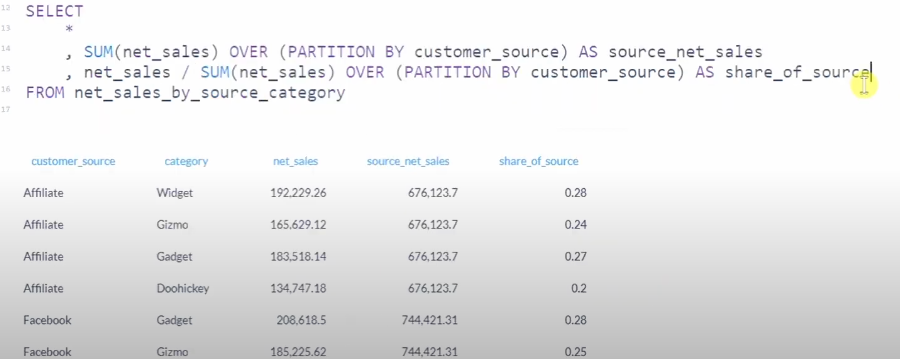 12 SELECT
13 *
14 , SUM(net_sales) OVER (PARTITION BY customer_source) AS source_net_sales
15 , net_sales / SUM(net_sales) OVER (PARTITION BY customer_source) AS share_of_source
16 FROM net_sales_by_source_category
17
customer_source category net_sales source_net_sales share_of_source
Affiliate Widget 192,229.26 676,123.7 0.28
Affiliate Gizmo 165,629.12 676,123.7 0.24
Affiliate Gadget 183,518.14 676,123.7 0.27
Affiliate Doohickey 134,747.18 676,123.7 0.2
Facebook Gadget 208,618.5 744,421.31 0.28
Facebook Gizmo 185,225.62 744,421.31 0.25